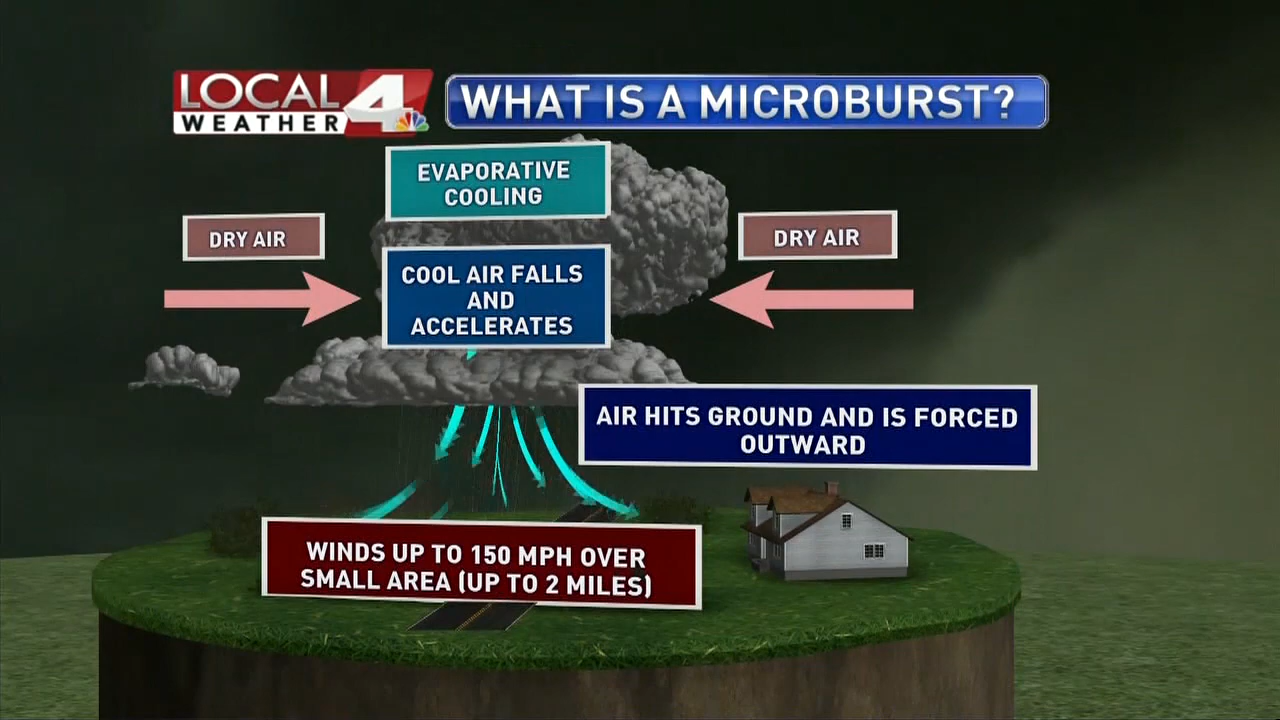 LOCAL 4
WEATHER
WHAT IS A MICROBURST?
EVAPORATIVE
COOLING
DRY AIR
DRY AIR
COOL AIR FALLS
AND
ACCELERATES
AIR HITS GROUND AND IS FORCED
OUTWARD
WINDS UP TO 150 MPH OVER
SMALL AREA (UP TO 2 MILES)